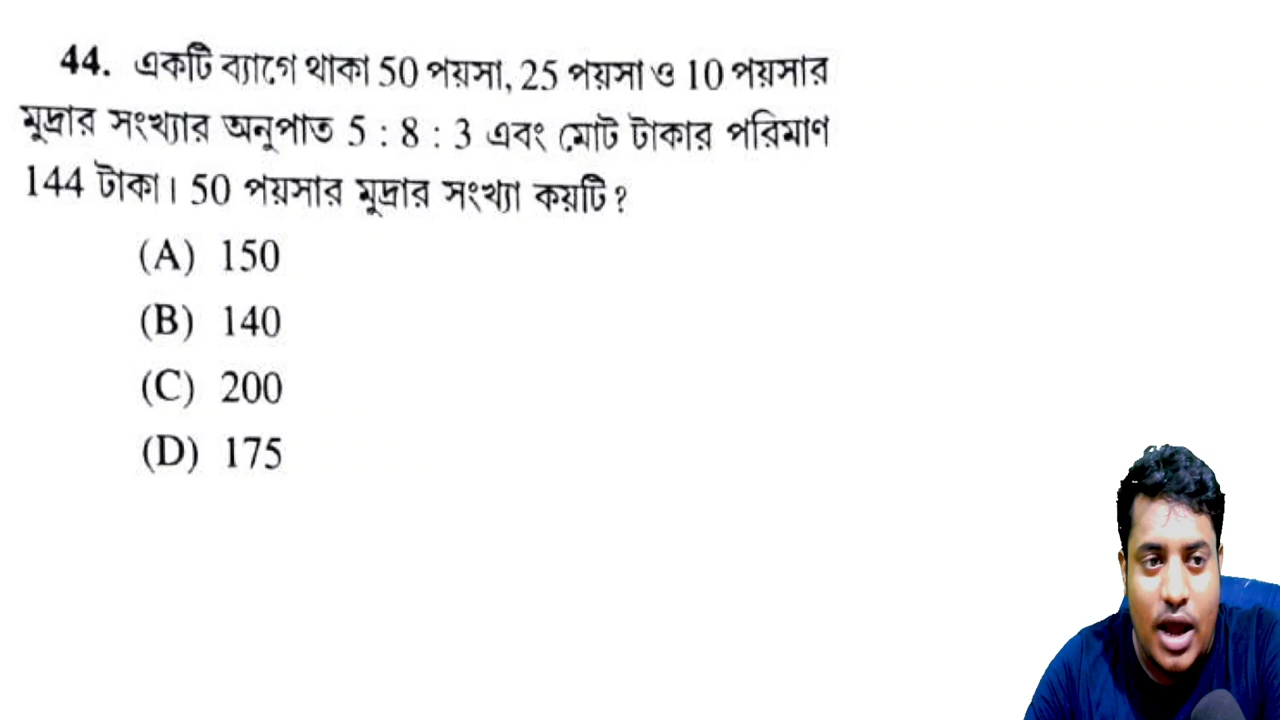 44. একটি ব্যাগে থাকা 50 পয়সা, 25 পয়সা ও 10 পয়সার
মুদ্রার সংখ্যার অনুপাত 5 : 8 : 3 এবং মোট টাকার পরিমাণ
144 টাকা। 50 পয়সার মুদ্রার সংখ্যা কয়টি ?
(A) 150
(B) 140
(C) 200
(D) 175